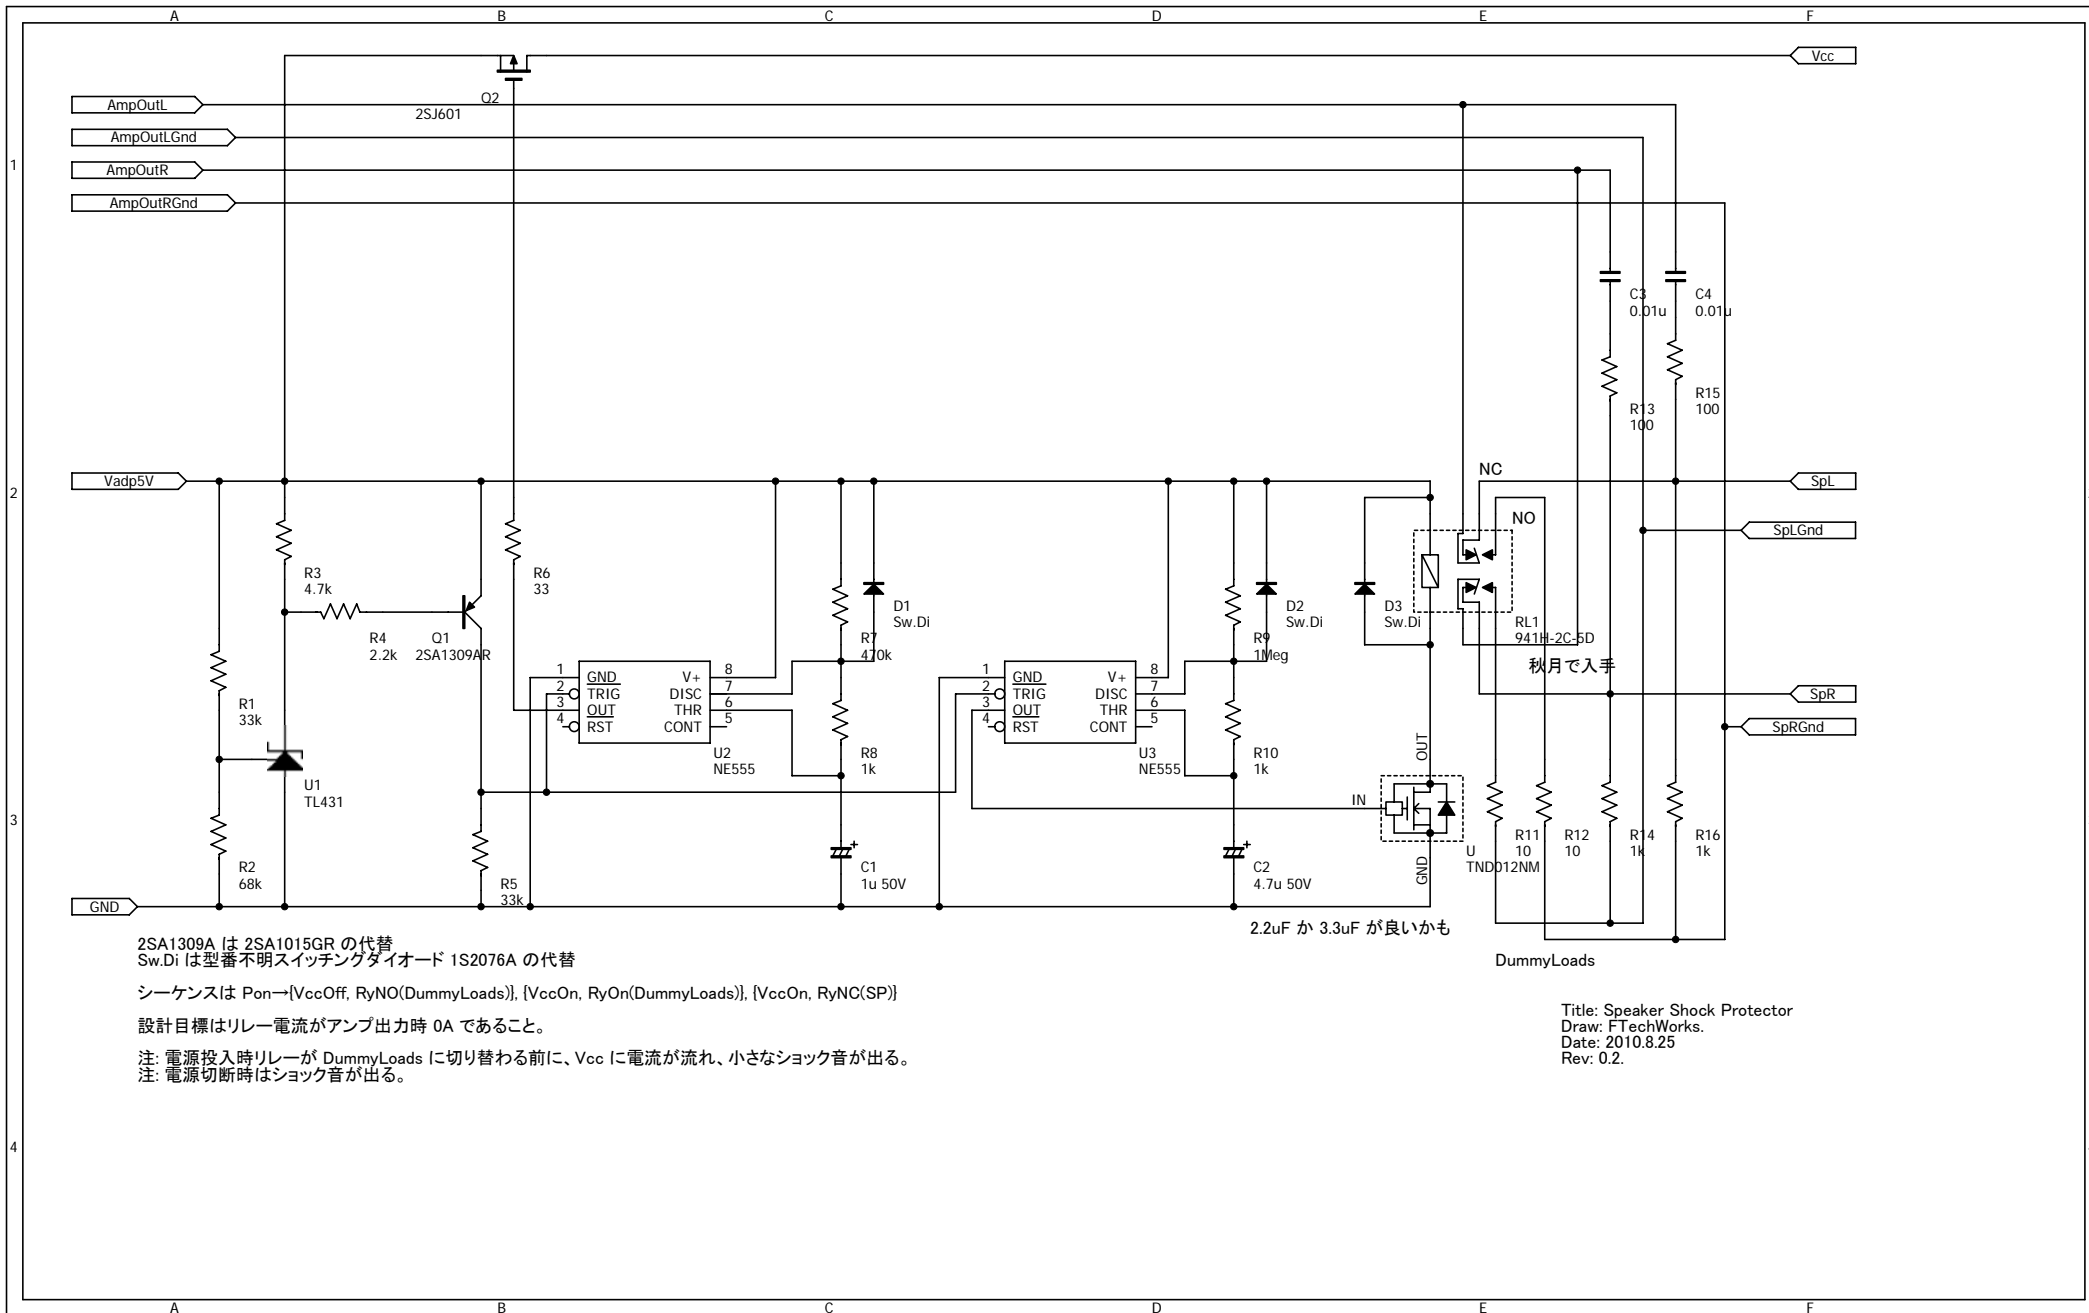 A B C D E F
Vcc
AmpOutL
Q2
2SJ601
AmpOutLGnd
1
AmpOutR
AmpOutRGnd
C3
0.01u
C4
0.01u
R13
100
R15
100
NC
Vadp5V
SpL
2
NO
SpLGnd
R3
4.7k
R6
33
D1
Sw.Di
D2
Sw.Di
D3
Sw.Di
RL1
941H-2C-5D
秋月で入手
R4
2.2k
Q1
2SA1309AR
R7
470k
R9
1Meg
1 GND V+ 8
2 TRIG DISC 7
3 OUT THR 6
4 RST CONT 5
U2
NE555
1 GND V+ 8
2 TRIG DISC 7
3 OUT THR 6
4 RST CONT 5
U3
NE555
SpR
SpRGnd
R1
33k
R8
1k
R10
1k
U1
TL431
OUT
IN
GND
3
U
TND012NM
R11
10
R12
10
R14
1k
R16
1k
R2
68k
R5
33k
C1
+
1u 50V
C2
+
4.7u 50V
GND
2.2uF か 3.3uF が良いかも
DummyLoads
2SA1309A は 2SA1015GR の代替
Sw.Di は型番不明スイッチングダイオード 1S2076A の代替
シーケンスは Pon→{VccOff, RyNO(DummyLoads)}, {VccOn, RyOn(DummyLoads)}, {VccOn, RyNC(SP)}
設計目標はリレー電流がアンプ出力時 0A であること。
注: 電源投入時リレーが DummyLoads に切り替わる前に、Vcc に電流が流れ、小さなショック音が出る。
注: 電源切断時はショック音が出る。
Title: Speaker Shock Protector
Draw: FTechWorks.
Date: 2010.8.25
Rev: 0.2.
4
A B C D E F